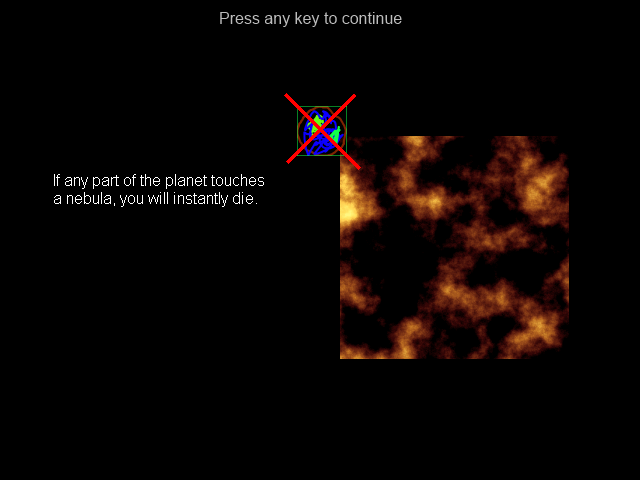 Press any key to continue
If any part of the planet touches
a nebula, you will instantly die.